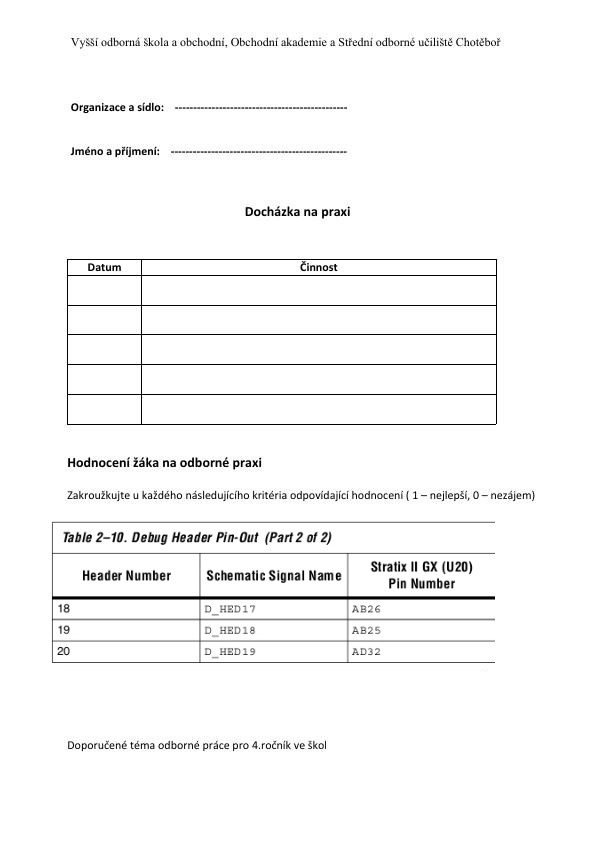 Vyšší odborná škola a obchodní, Obchodní akademie a Střední odborné učiliště Chotěboř
Organizace a sídlo: -----------------------------------------------
Jméno a příjmení: ------------------------------------------------
Docházka na praxi
Datum Činnost
Hodnocení žáka na odborné praxi
Zakroužkujte u každého následujícího kritéria odpovídající hodnocení ( 1 – nejlepší, 0 – nezájem)
Table 2–10. Debug Header Pin-Out (Part 2 of 2)
Header Number Schematic Signal Name Stratix II GX (U20) Pin Number
18 D_HED17 AB26
19 D_HED18 AB25
20 D_HED19 AD32
Doporučené téma odborné práce pro 4.ročník ve škol